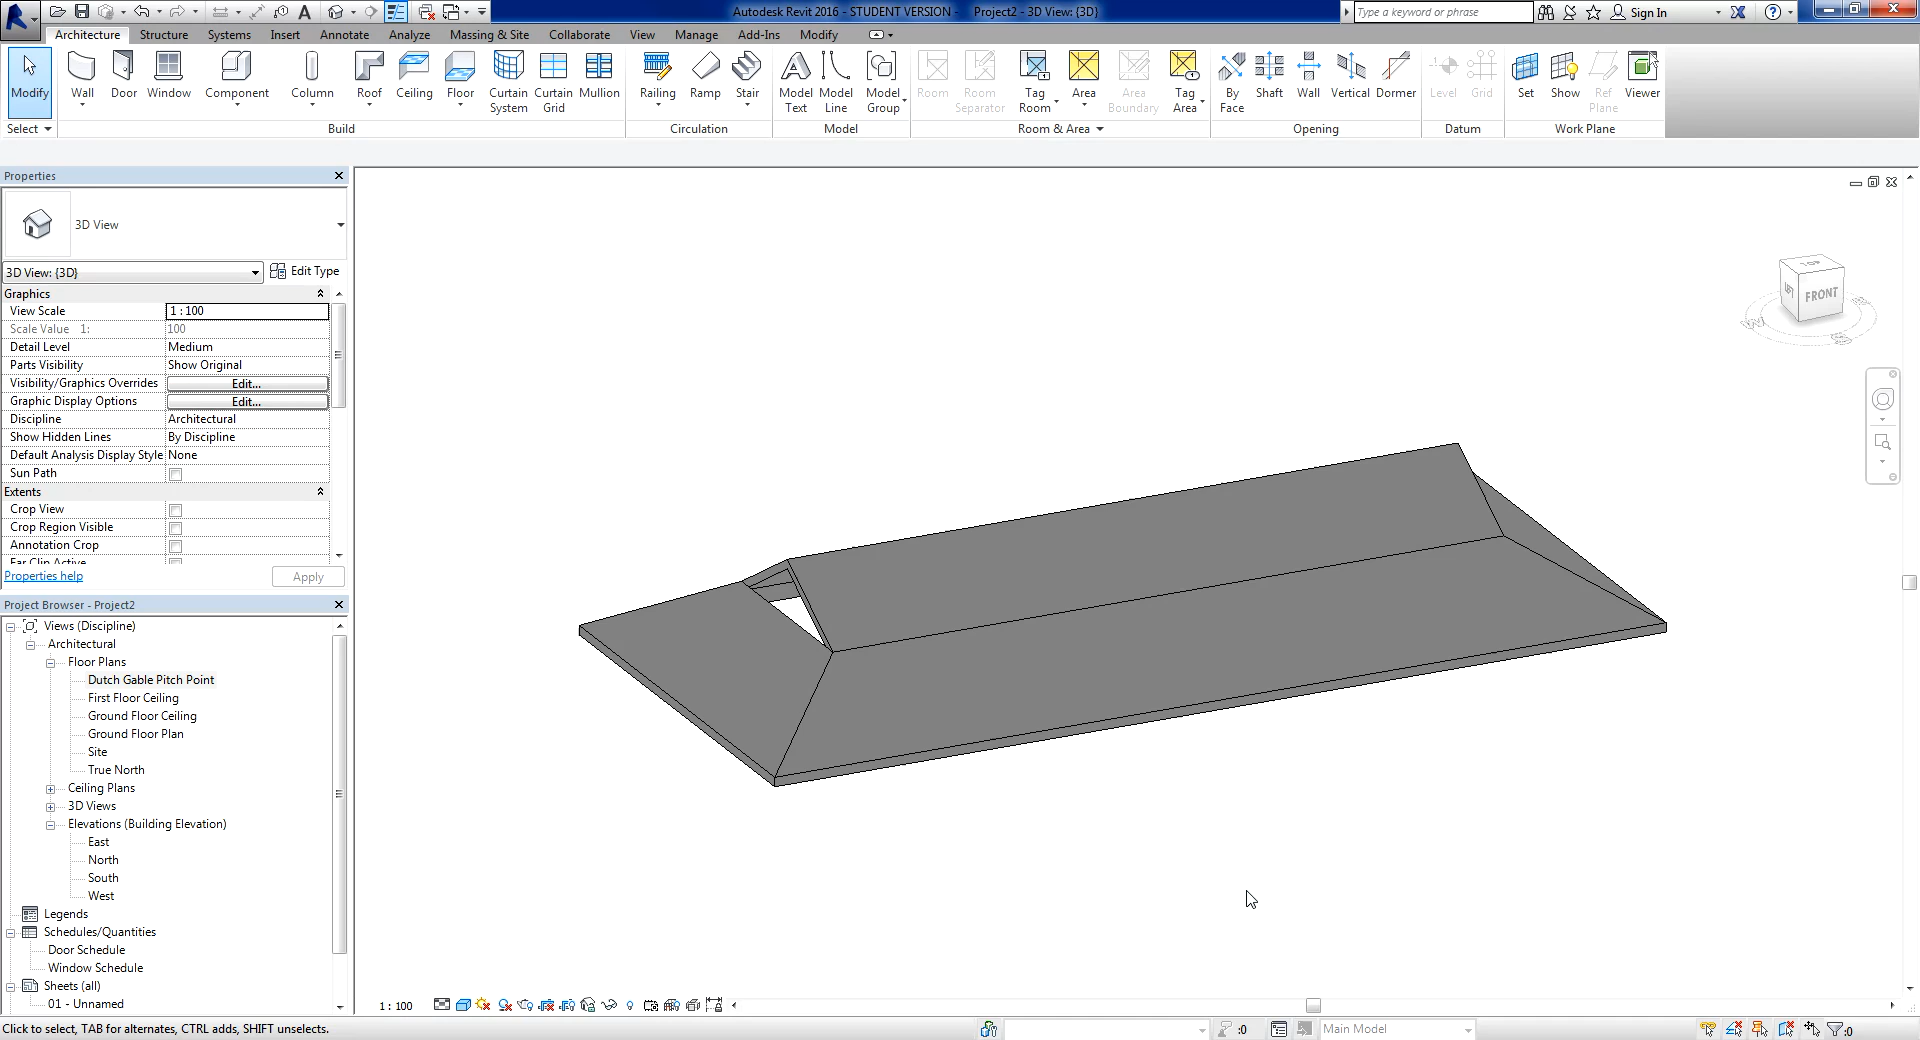 Autodesk Revit 2016 - STUDENT VERSION - Project2 - 3D View: {3D}
Type a keyword or phrase
Sign In
Architecture Structure Systems Insert Annotate Analyze Massing & Site Collaborate View Manage Add-Ins Modify
Modify Wall Door Window Component Column Roof Ceiling Floor Curtain System Curtain Grid Mullion Railing Ramp Stair Model Text Model Line Model Group Room Room Separator Tag Room Area Area Boundary Tag Area By Face Shaft Wall Vertical Dormer Level Grid Set Show Ref Plane Viewer
Select Build Circulation Model Room & Area Opening Datum Work Plane
Properties
3D View
3D View: {3D} Edit Type
Graphics
View Scale 1 : 100
Scale Value 1: 100
Detail Level Medium
Parts Visibility Show Original
Visibility/Graphics Overrides Edit...
Graphic Display Options Edit...
Discipline Architectural
Show Hidden Lines By Discipline
Default Analysis Display Style None
Sun Path
Extents
Crop View
Crop Region Visible
Annotation Crop
Far Clip Active
Properties help Apply
Project Browser - Project2
Views (Discipline)
Architectural
Floor Plans
Dutch Gable Pitch Point
First Floor Ceiling
Ground Floor Ceiling
Ground Floor Plan
Site
True North
Ceiling Plans
3D Views
Elevations (Building Elevation)
East
North
South
West
Legends
Schedules/Quantities
Door Schedule
Window Schedule
Sheets (all)
01 - Unnamed
TOP
LEFT
FRONT
1 : 100
Click to select, TAB for alternates, CTRL adds, SHIFT unselects.
:0
Main Model
:0